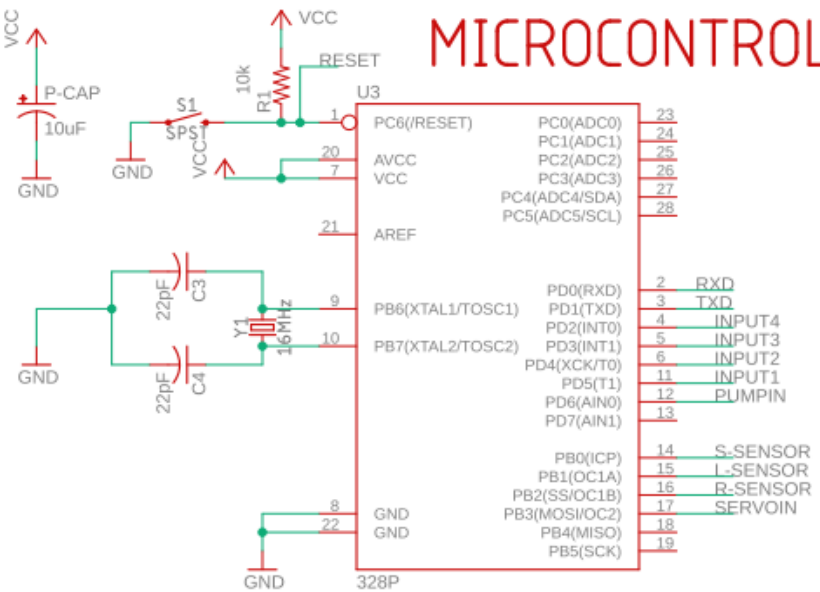 MICROCONTROL
VCC
P-CAP
10uF
GND
VCC
10k
R1
RESET
S1
SPST
GND
VCC
U3
1 PC6(/RESET)
20 AVCC
7 VCC
21 AREF
9 PB6(XTAL1/TOSC1)
10 PB7(XTAL2/TOSC2)
8 GND
22 GND
GND
22pF
C3
Y1
16MHz
22pF
C4
GND
PC0(ADC0) 23
PC1(ADC1) 24
PC2(ADC2) 25
PC3(ADC3) 26
PC4(ADC4/SDA) 27
PC5(ADC5/SCL) 28
PD0(RXD) 2 RXD
PD1(TXD) 3 TXD
PD2(INT0) 4 INPUT4
PD3(INT1) 5 INPUT3
PD4(XCK/T0) 6 INPUT2
PD5(T1) 11 INPUT1
PD6(AIN0) 12 PUMPIN
PD7(AIN1) 13
PB0(ICP) 14 S-SENSOR
PB1(OC1A) 15 L-SENSOR
PB2(SS/OC1B) 16 R-SENSOR
PB3(MOSI/OC2) 17 SERVOIN
PB4(MISO) 18
PB5(SCK) 19
328P